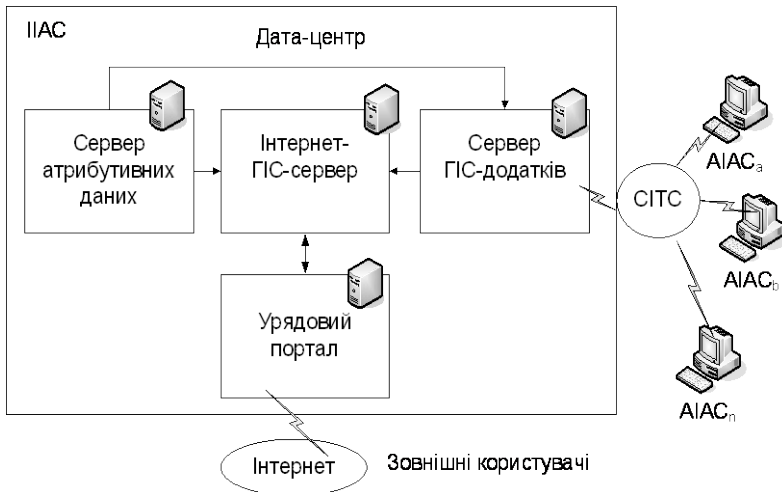 ІІАС
Дата-центр
Сервер
атрибутивних
даних
Інтернет-
ГІС-сервер
Сервер
ГІС-додатків
Урядовий
портал
Інтернет
Зовнішні користувачі
СІТС
АІАСa
АІАСb
АІАСn